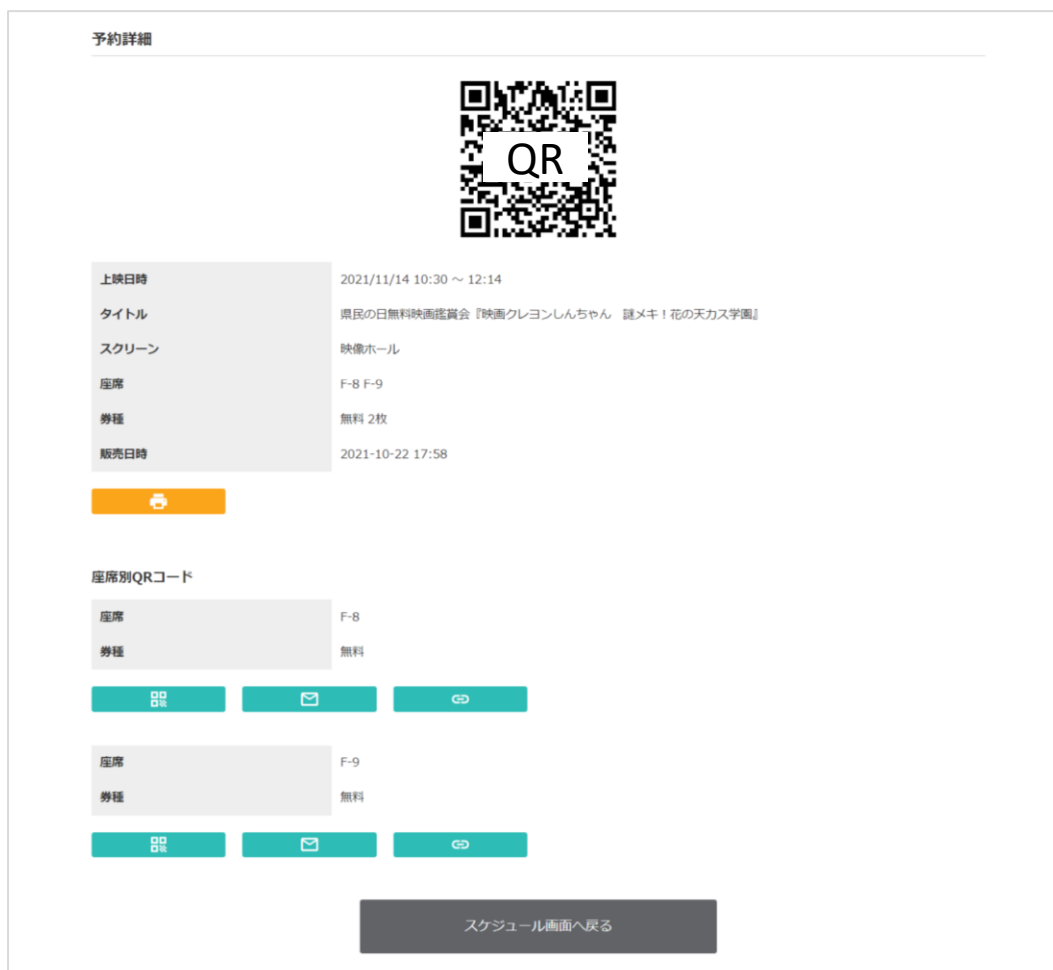 予約詳細
QR
上映日時 2021/11/14 10:30 ～ 12:14
タイトル 県民の日無料映画鑑賞会『映画クレヨンしんちゃん　謎メキ！花の天カス学園』
スクリーン 映像ホール
座席 F-8 F-9
券種 無料 2枚
販売日時 2021-10-22 17:58
座席別QRコード
座席 F-8
券種 無料
座席 F-9
券種 無料
スケジュール画面へ戻る